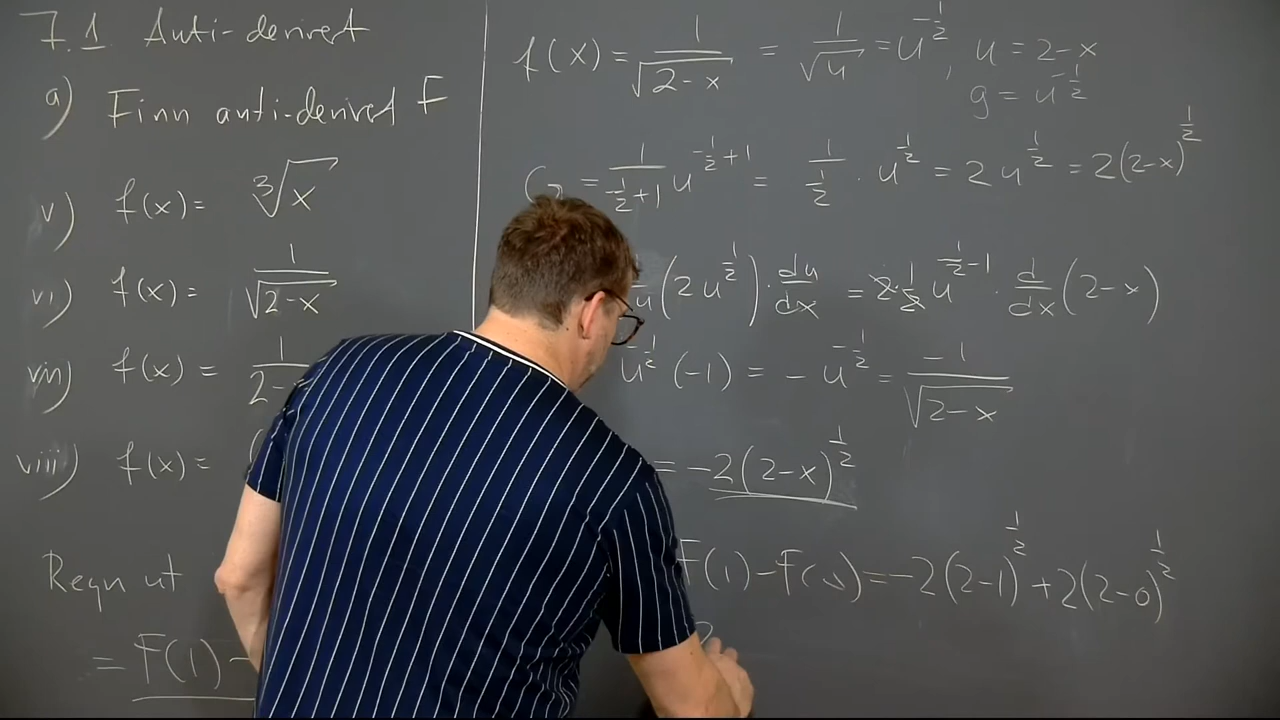 7.1 Anti-derivert
a) Finn anti-derivert F
v) f(x) = ∛x
vi) f(x) = 1/√(2-x)
vii) f(x) = 1/2-
viii) f(x) = (
Regn ut
= F(1) -
f(x) = 1/√(2-x) = 1/√u = u^(-1/2), u = 2-x
g = u^(-1/2)
G = 1/(-1/2+1) u^(-1/2+1) = 1/(1/2) · u^(1/2) = 2u^(1/2) = 2(2-x)^(1/2)
(2u^(1/2)) · du/dx = 2·1/2 u^(1/2-1) · d/dx(2-x)
u^(-1/2) (-1) = -u^(-1/2) = -1/√(2-x)
= -2(2-x)^(1/2)
F(1) - F(0) = -2(2-1)^(1/2) + 2(2-0)^(1/2)